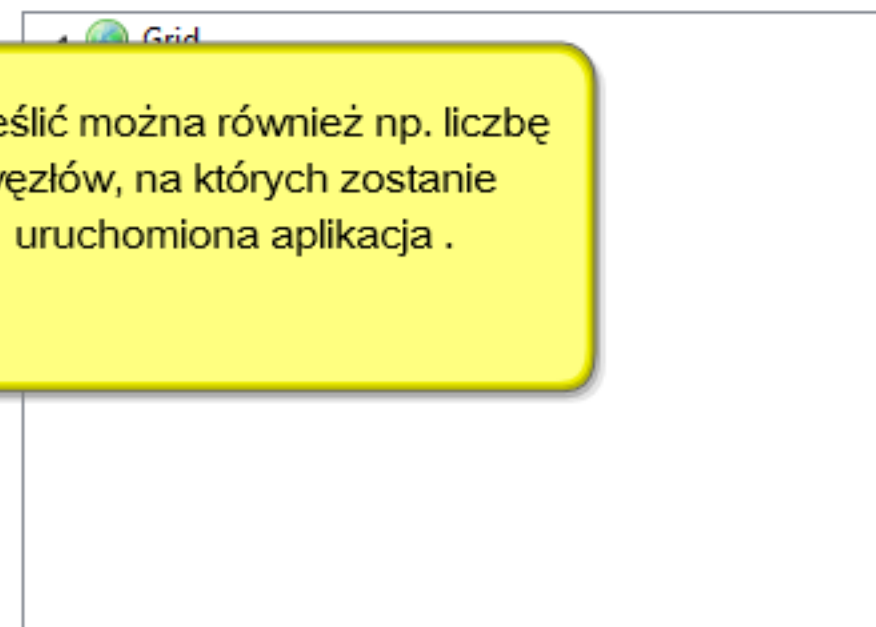 Grid
eślić można również np. liczbę
węzłów, na których zostanie
uruchomiona aplikacja .